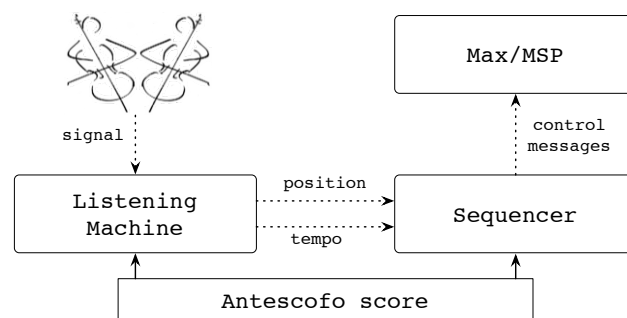 Max/MSP
signal
control
messages
Listening
Machine
position
tempo
Sequencer
Antescofo score